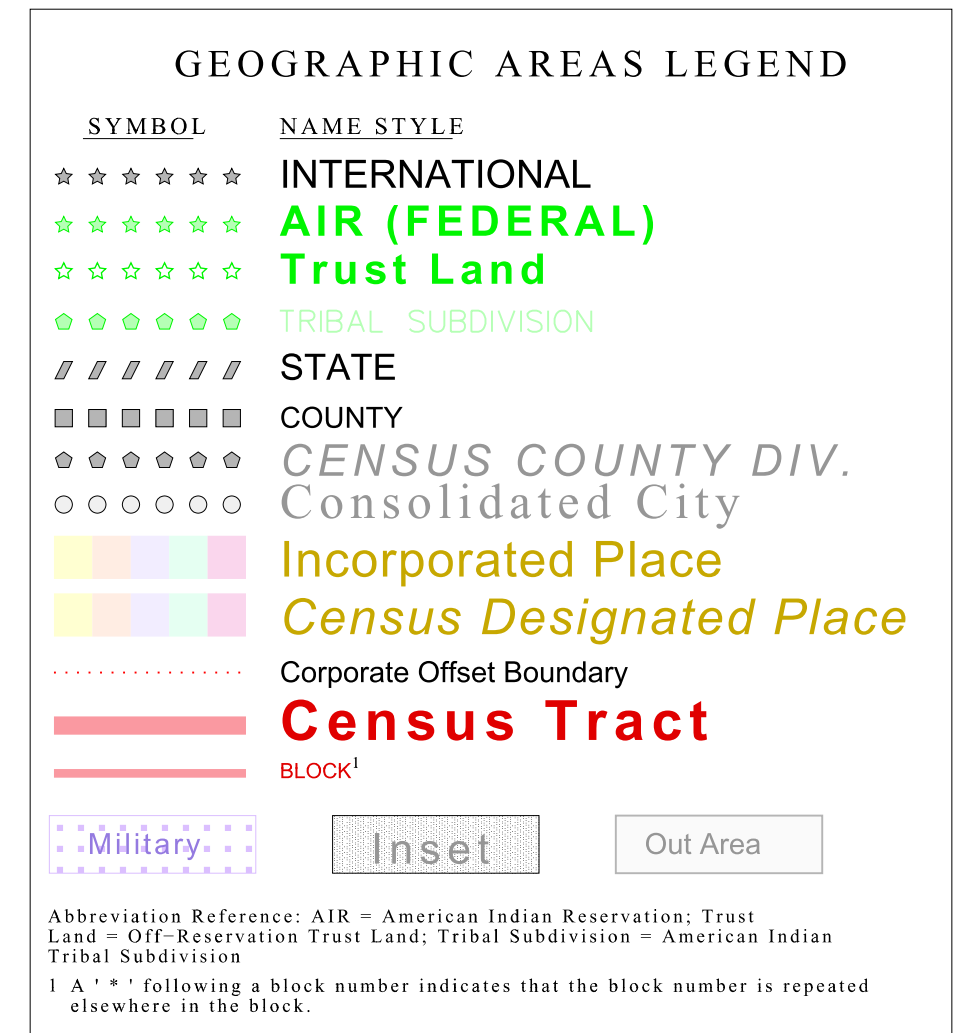 GEOGRAPHIC AREAS LEGEND
SYMBOL NAME STYLE
INTERNATIONAL
AIR (FEDERAL)
Trust Land
TRIBAL SUBDIVISION
STATE
COUNTY
CENSUS COUNTY DIV.
Consolidated City
Incorporated Place
Census Designated Place
Corporate Offset Boundary
Census Tract
BLOCK¹
Military Inset Out Area
Abbreviation Reference: AIR = American Indian Reservation; Trust
Land = Off−Reservation Trust Land; Tribal Subdivision = American Indian
Tribal Subdivision
1 A ' * ' following a block number indicates that the block number is repeated
elsewhere in the block.